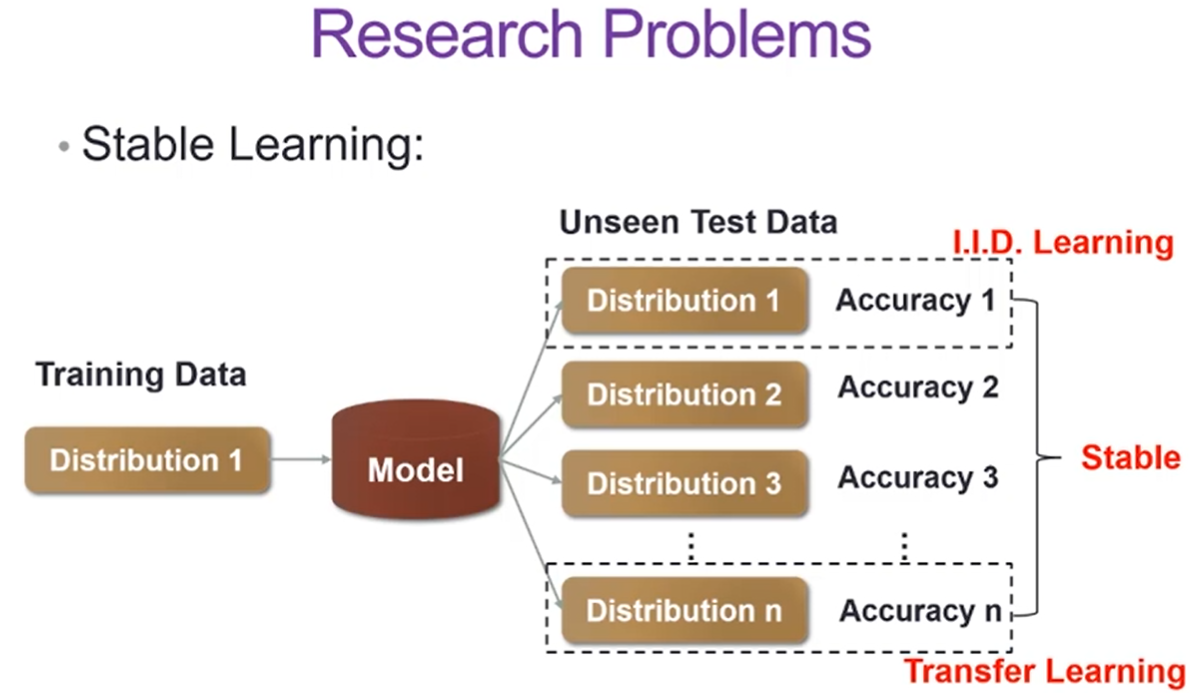 Research Problems
• Stable Learning:
Unseen Test Data
I.I.D. Learning
Distribution 1 Accuracy 1
Training Data
Distribution 2 Accuracy 2
Distribution 1
Model
Distribution 3 Accuracy 3
Stable
⋮ ⋮
Distribution n Accuracy n
Transfer Learning